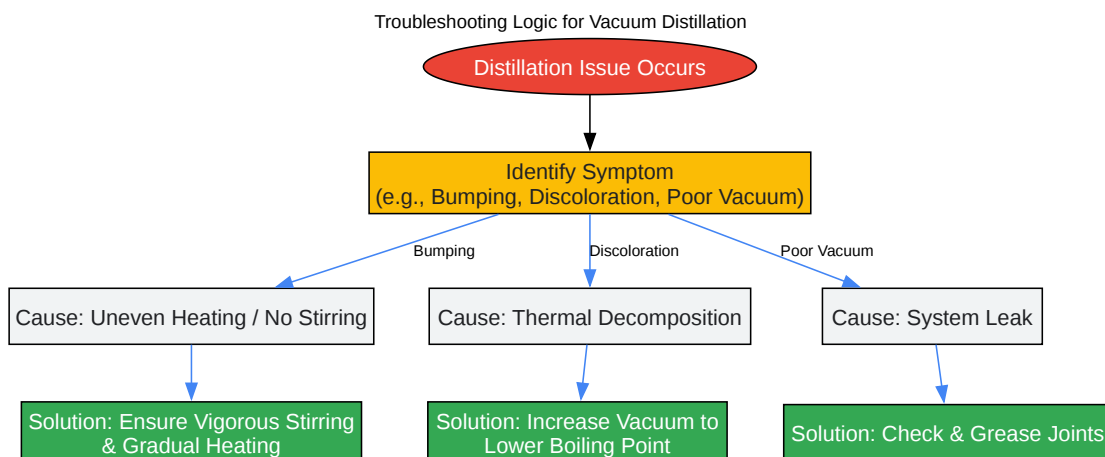 Troubleshooting Logic for Vacuum Distillation
Distillation Issue Occurs
Identify Symptom
(e.g., Bumping, Discoloration, Poor Vacuum)
Bumping
Discoloration
Poor Vacuum
Cause: Uneven Heating / No Stirring
Cause: Thermal Decomposition
Cause: System Leak
Solution: Ensure Vigorous Stirring
& Gradual Heating
Solution: Increase Vacuum to
Lower Boiling Point
Solution: Check & Grease Joints